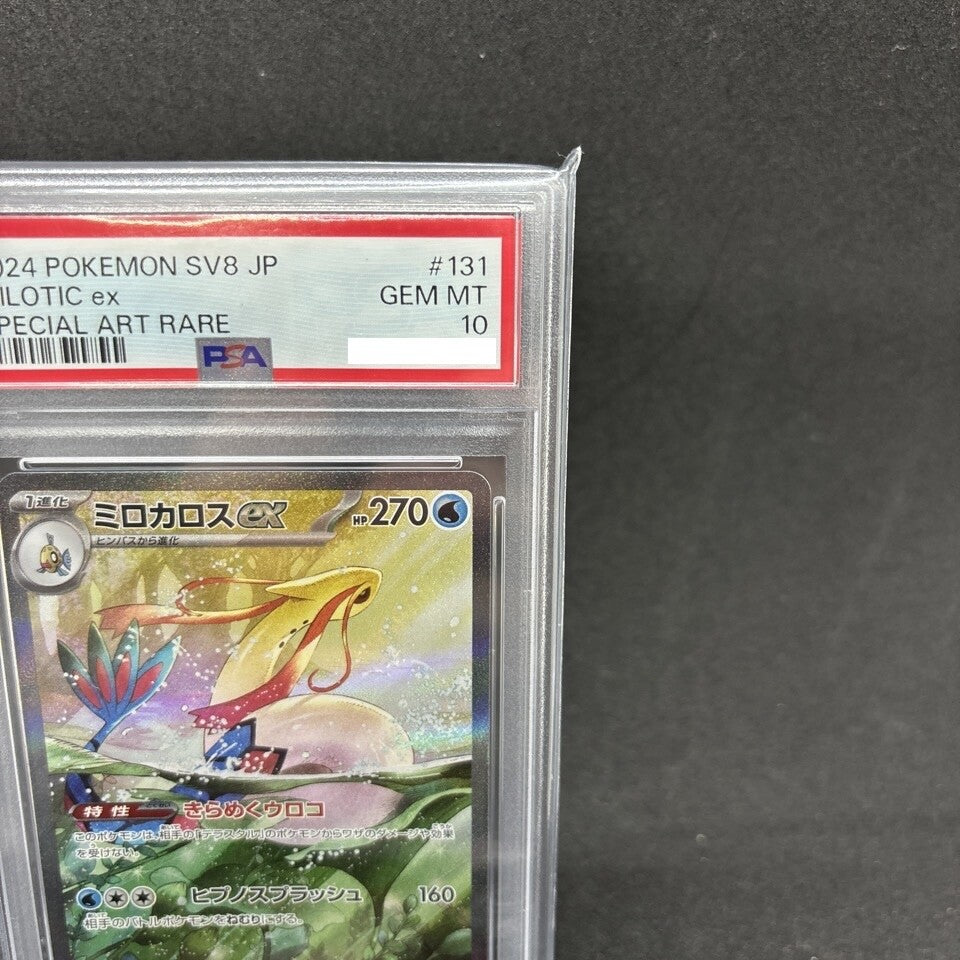 024 POKEMON SV8 JP #131
ILOTIC ex GEM MT
PECIAL ART RARE 10
PSA
1進化
ミロカロスex HP270
ヒンバスから進化
特性 きらめくウロコ
このポケモンは、相手の「テラスタル」のポケモンからワザのダメージや効果
を受けない。
ヒプノスプラッシュ 160
相手のバトルポケモンをねむりにする。